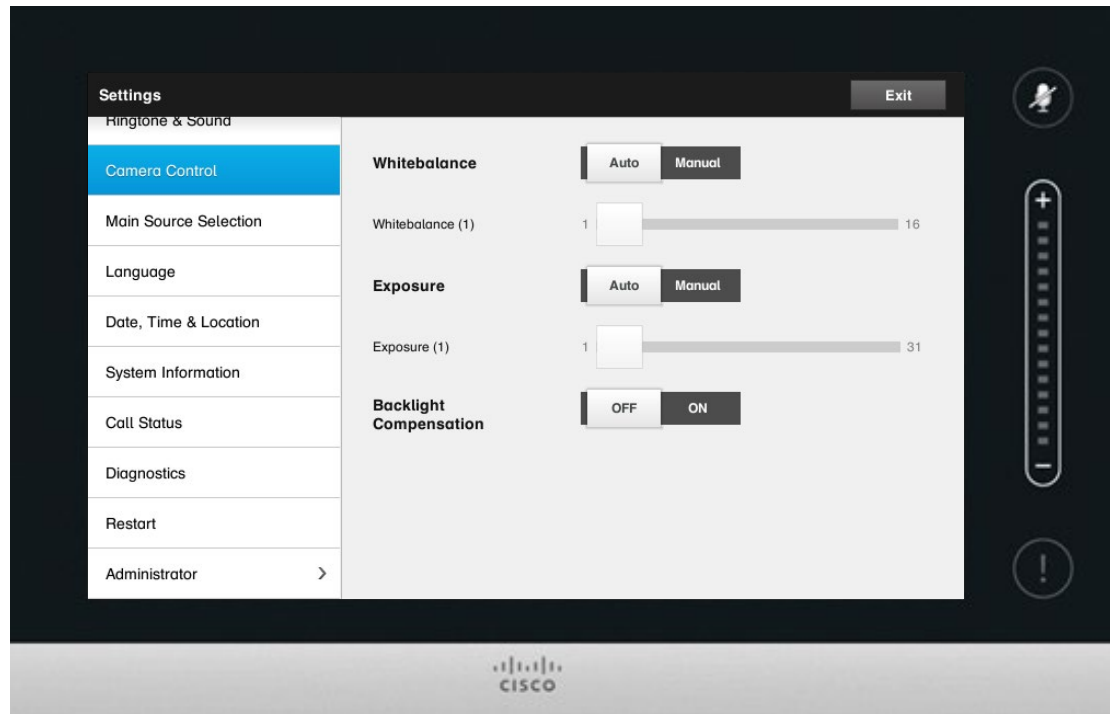 Settings
Exit
Ringtone & Sound
Camera Control
Main Source Selection
Language
Date, Time & Location
System Information
Call Status
Diagnostics
Restart
Administrator
Whitebalance Auto Manual
Whitebalance (1) 1 16
Exposure Auto Manual
Exposure (1) 1 31
Backlight
Compensation
OFF ON
+
−
!
CISCO